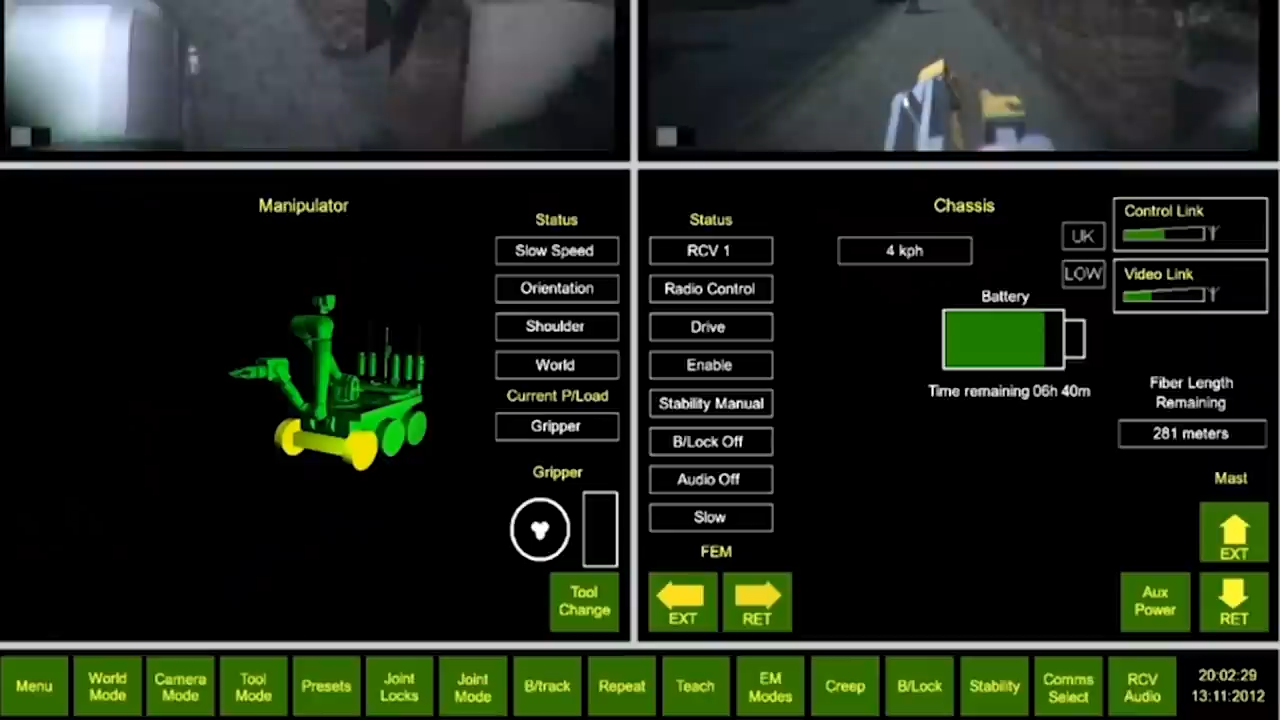 Manipulator
Status
Slow Speed
Orientation
Shoulder
World
Current P/Load
Gripper
Gripper
Tool
Change
Status
RCV 1
Radio Control
Drive
Enable
Stability Manual
B/Lock Off
Audio Off
Slow
FEM
EXT
RET
Chassis
4 kph
UK
LOW
Control Link
Video Link
Battery
Time remaining 06h 40m
Fiber Length
Remaining
281 meters
Mast
EXT
Aux
Power
RET
Menu
World
Mode
Camera
Mode
Tool
Mode
Presets
Joint
Locks
Joint
Mode
B/track
Repeat
Teach
EM
Modes
Creep
B/Lock
Stability
Comms
Select
RCV
Audio
20:02:29
13:11:2012